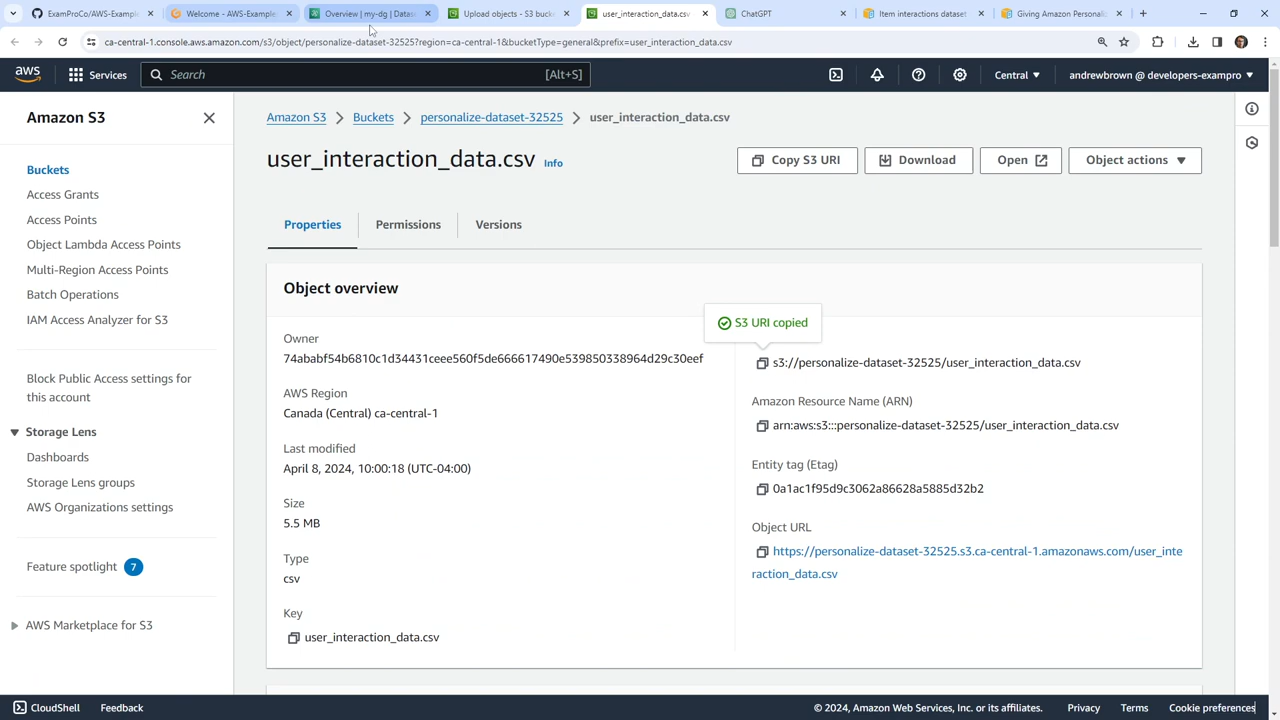 ExamProCo/AWS-Example
Welcome - AWS-Example
Overview | my-dg | Datas
Upload objects - S3 buck
user_interaction_data.csv
ChatGPT
Item interactions dataset
Giving Amazon Personaliz
ca-central-1.console.aws.amazon.com/s3/object/personalize-dataset-32525?region=ca-central-1&bucketType=general&prefix=user_interaction_data.csv
aws
Services
Search
[Alt+S]
Central
andrewbrown @ developers-exampro
Amazon S3
Amazon S3
Buckets
personalize-dataset-32525
user_interaction_data.csv
user_interaction_data.csv Info
Copy S3 URI
Download
Open
Object actions
Buckets
Access Grants
Access Points
Object Lambda Access Points
Multi-Region Access Points
Batch Operations
IAM Access Analyzer for S3
Block Public Access settings for
this account
Storage Lens
Dashboards
Storage Lens groups
AWS Organizations settings
Feature spotlight 7
AWS Marketplace for S3
Properties
Permissions
Versions
Object overview
Owner
74ababf54b6810c1d34431ceee560f5de666617490e539850338964d29c30eef
AWS Region
Canada (Central) ca-central-1
Last modified
April 8, 2024, 10:00:18 (UTC-04:00)
Size
5.5 MB
Type
csv
Key
user_interaction_data.csv
S3 URI copied
s3://personalize-dataset-32525/user_interaction_data.csv
Amazon Resource Name (ARN)
arn:aws:s3:::personalize-dataset-32525/user_interaction_data.csv
Entity tag (Etag)
0a1ac1f95d9c3062a86628a5885d32b2
Object URL
https://personalize-dataset-32525.s3.ca-central-1.amazonaws.com/user_inte
raction_data.csv
CloudShell
Feedback
© 2024, Amazon Web Services, Inc. or its affiliates.
Privacy
Terms
Cookie preferences